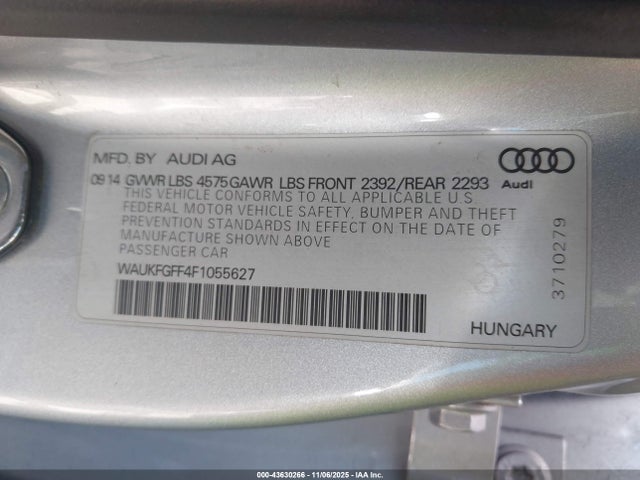 MFD. BY AUDI AG
09 14 GVWR LBS 4575 GAWR LBS FRONT 2392/REAR 2293
Audi
THIS VEHICLE CONFORMS TO ALL APPLICABLE U.S.
FEDERAL MOTOR VEHICLE SAFETY, BUMPER AND THEFT
PREVENTION STANDARDS IN EFFECT ON THE DATE OF
MANUFACTURE SHOWN ABOVE
PASSENGER CAR
WAUKFGFF4F1055627
HUNGARY
3710279
000-43630266 - 11/06/2025 - IAAI.COM